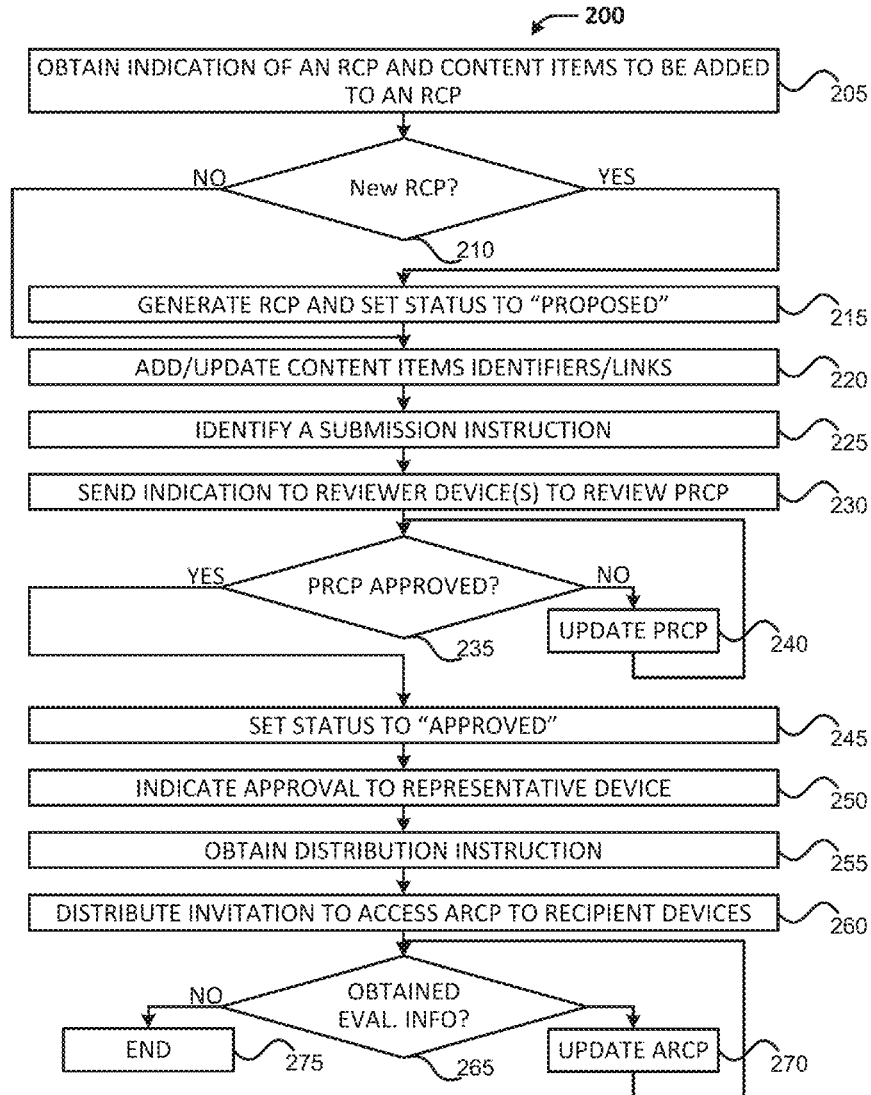 200
OBTAIN INDICATION OF AN RCP AND CONTENT ITEMS TO BE ADDED
TO AN RCP
205
NO
New RCP?
YES
210
GENERATE RCP AND SET STATUS TO “PROPOSED”
215
ADD/UPDATE CONTENT ITEMS IDENTIFIERS/LINKS
220
IDENTIFY A SUBMISSION INSTRUCTION
225
SEND INDICATION TO REVIEWER DEVICE(S) TO REVIEW PRCP
230
YES
PRCP APPROVED?
NO
235
UPDATE PRCP
240
SET STATUS TO “APPROVED”
245
INDICATE APPROVAL TO REPRESENTATIVE DEVICE
250
OBTAIN DISTRIBUTION INSTRUCTION
255
DISTRIBUTE INVITATION TO ACCESS ARCP TO RECIPIENT DEVICES
260
NO
OBTAINED
EVAL. INFO?
265
END
275
UPDATE ARCP
270